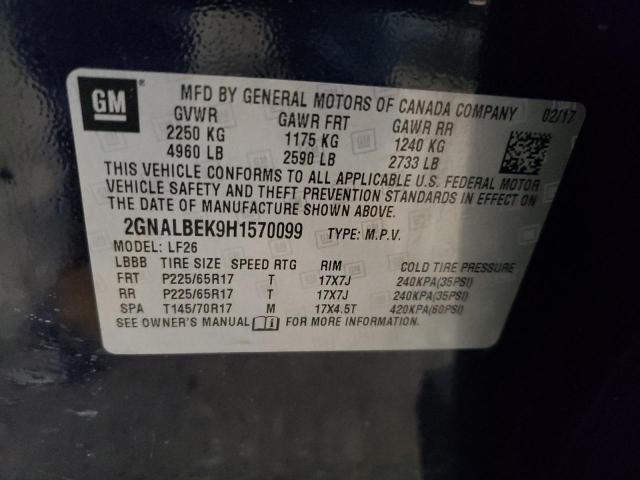 GM
MFD BY GENERAL MOTORS OF CANADA COMPANY 02/17
GVWR GAWR FRT GAWR RR
2250 KG 1175 KG 1240 KG
4960 LB 2590 LB 2733 LB
THIS VEHICLE CONFORMS TO ALL APPLICABLE U.S. FEDERAL MOTOR
VEHICLE SAFETY AND THEFT PREVENTION STANDARDS IN EFFECT ON
THE DATE OF MANUFACTURE SHOWN ABOVE.
2GNALBEK9H1570099 TYPE: M.P.V.
MODEL: LF26
LBBB TIRE SIZE SPEED RTG RIM COLD TIRE PRESSURE
FRT P225/65R17 T 17X7J 240KPA(35PSI)
RR P225/65R17 T 17X7J 240KPA(35PSI)
SPA T145/70R17 M 17X4.5T 420KPA(60PSI)
SEE OWNER'S MANUAL FOR MORE INFORMATION